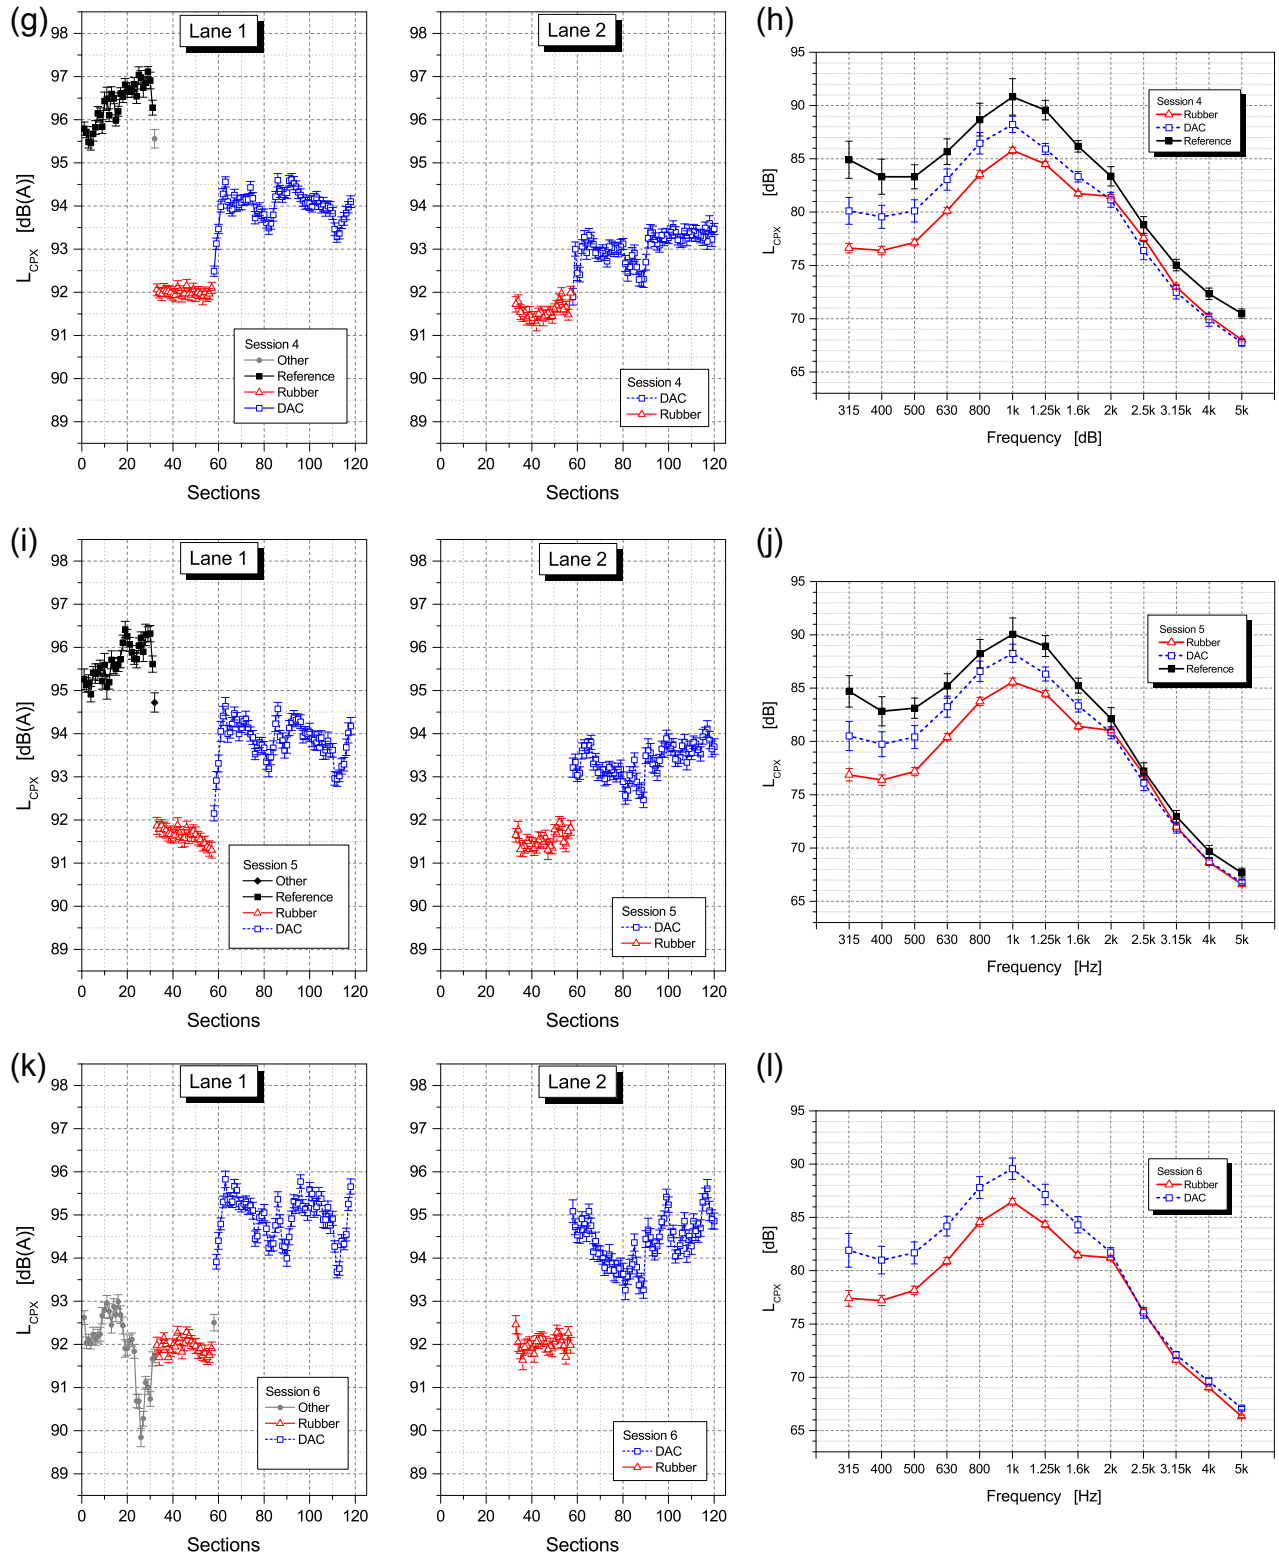 (g)
Lane 1
98
97
96
95
94
93
92
91
90
89
L_CPX [dB(A)]
Session 4
Other
Reference
Rubber
DAC
0 20 40 60 80 100 120
Sections
Lane 2
98
97
96
95
94
93
92
91
90
89
Session 4
DAC
Rubber
0 20 40 60 80 100 120
Sections
(h)
95
90
85
80
75
70
65
L_CPX [dB]
Session 4
Rubber
DAC
Reference
315 400 500 630 800 1k 1.25k 1.6k 2k 2.5k 3.15k 4k 5k
Frequency [dB]
(i)
Lane 1
98
97
96
95
94
93
92
91
90
89
L_CPX [dB(A)]
Session 5
Other
Reference
Rubber
DAC
0 20 40 60 80 100 120
Sections
Lane 2
98
97
96
95
94
93
92
91
90
89
Session 5
DAC
Rubber
0 20 40 60 80 100 120
Sections
(j)
95
90
85
80
75
70
65
L_CPX [dB]
Session 5
Rubber
DAC
Reference
315 400 500 630 800 1k 1.25k 1.6k 2k 2.5k 3.15k 4k 5k
Frequency [Hz]
(k)
Lane 1
98
97
96
95
94
93
92
91
90
89
L_CPX [dB(A)]
Session 6
Other
Rubber
DAC
0 20 40 60 80 100 120
Sections
Lane 2
98
97
96
95
94
93
92
91
90
89
Session 6
DAC
Rubber
0 20 40 60 80 100 120
Sections
(l)
95
90
85
80
75
70
65
L_CPX [dB]
Session 6
Rubber
DAC
315 400 500 630 800 1k 1.25k 1.6k 2k 2.5k 3.15k 4k 5k
Frequency [Hz]